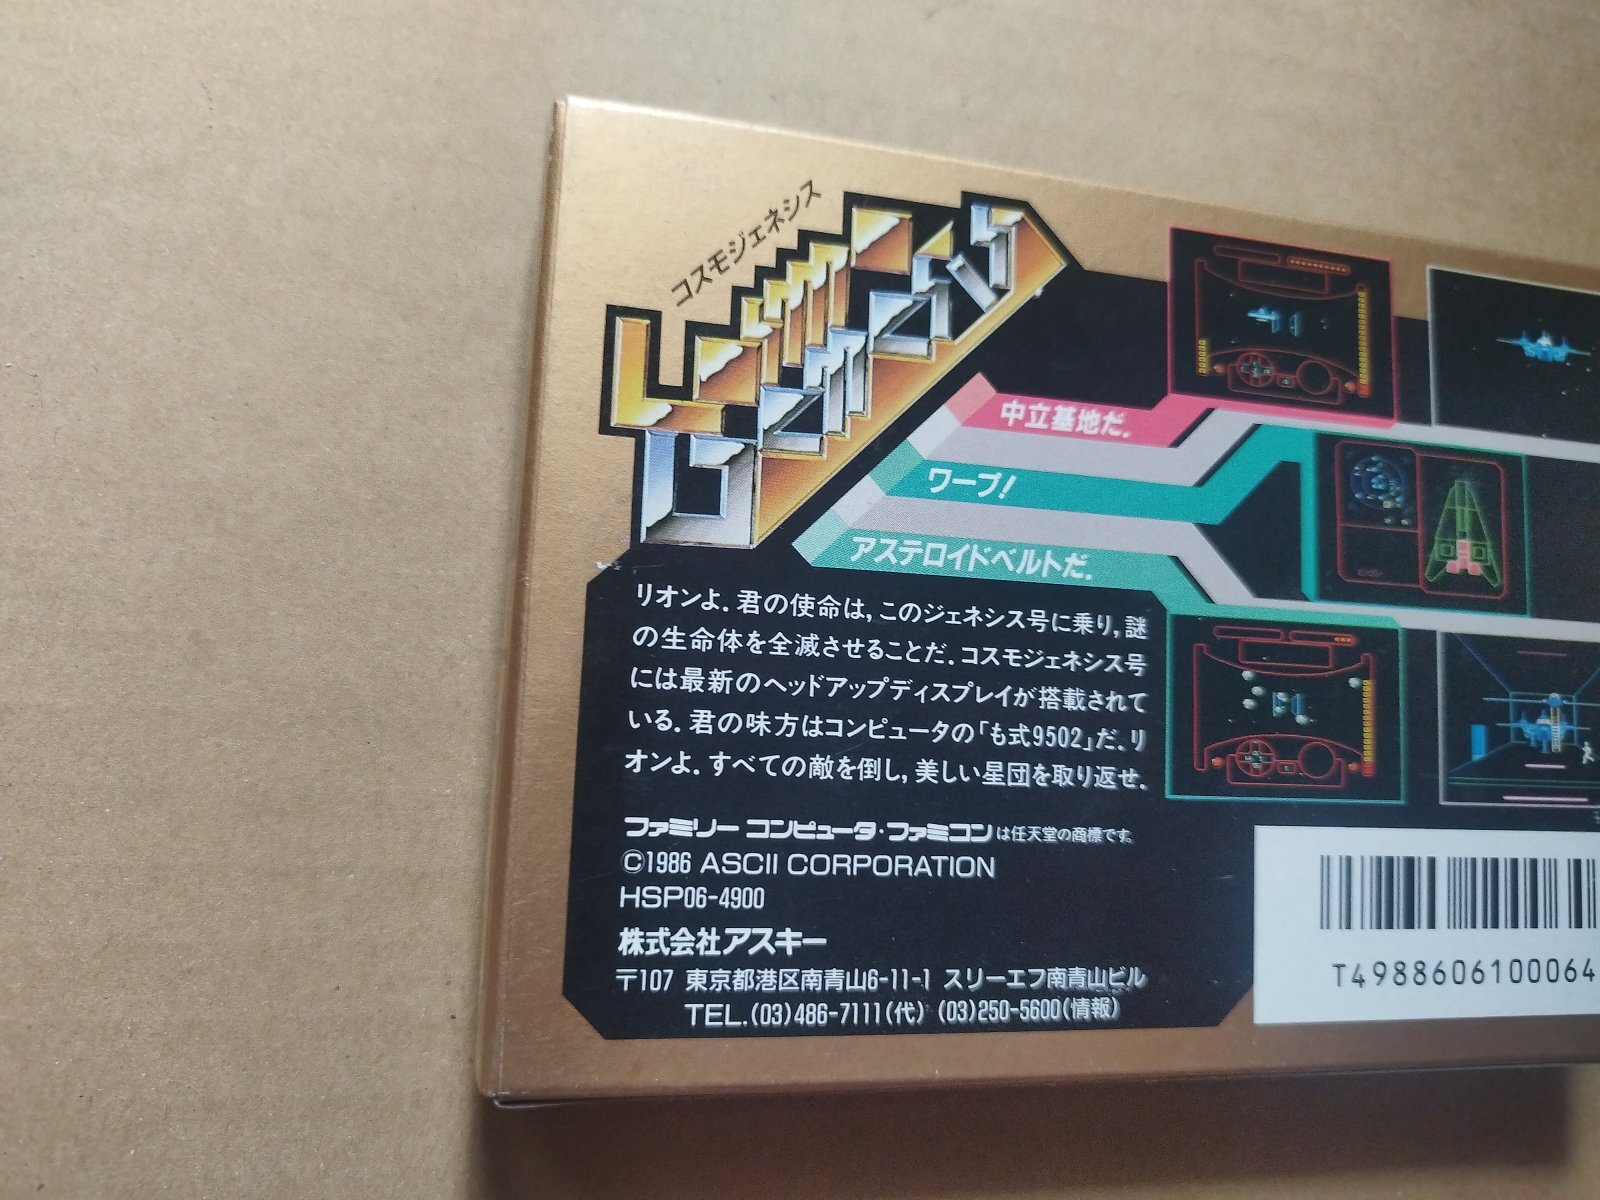 コスモジェネシス
中立基地だ.
ワープ!
アステロイドベルトだ.
リオンよ. 君の使命は, このジェネシス号に乗り, 謎
の生命体を全滅させることだ. コスモジェネシス号
には最新のヘッドアップディスプレイが搭載されて
いる. 君の味方はコンピュータの「も式9502」だ. リ
オンよ. すべての敵を倒し, 美しい星団を取り返せ.
ファミリー コンピュータ・ファミコンは任天堂の商標です。
©1986 ASCII CORPORATION
HSP06-4900
株式会社アスキー
〒107 東京都港区南青山6-11-1 スリーエフ南青山ビル
TEL.(03)486-7111(代) (03)250-5600(情報)
T4988606100064